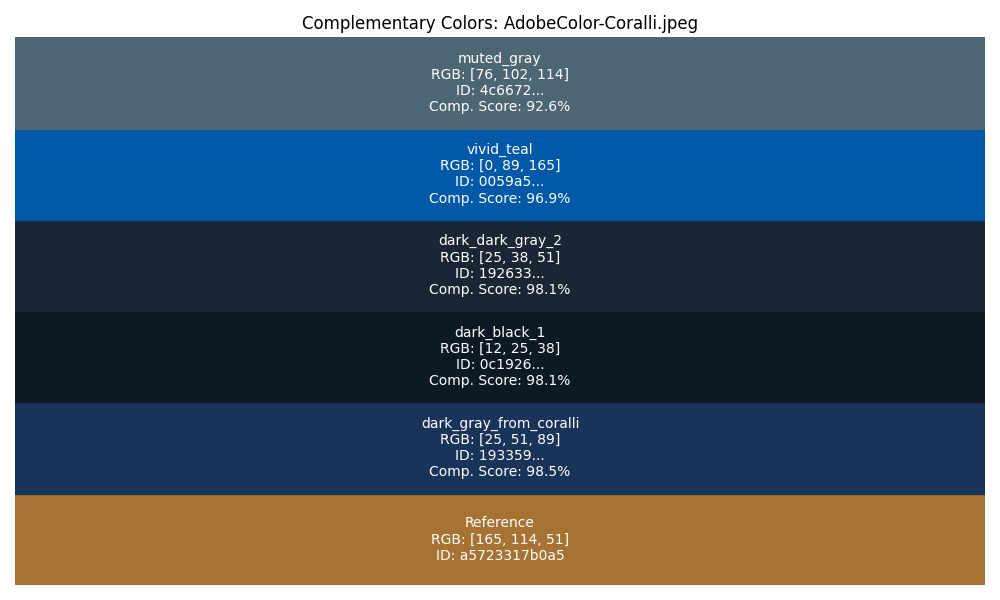 Complementary Colors: AdobeColor-Coralli.jpeg
muted_gray
RGB: [76, 102, 114]
ID: 4c6672...
Comp. Score: 92.6%
vivid_teal
RGB: [0, 89, 165]
ID: 0059a5...
Comp. Score: 96.9%
dark_dark_gray_2
RGB: [25, 38, 51]
ID: 192633...
Comp. Score: 98.1%
dark_black_1
RGB: [12, 25, 38]
ID: 0c1926...
Comp. Score: 98.1%
dark_gray_from_coralli
RGB: [25, 51, 89]
ID: 193359...
Comp. Score: 98.5%
Reference
RGB: [165, 114, 51]
ID: a5723317b0a5